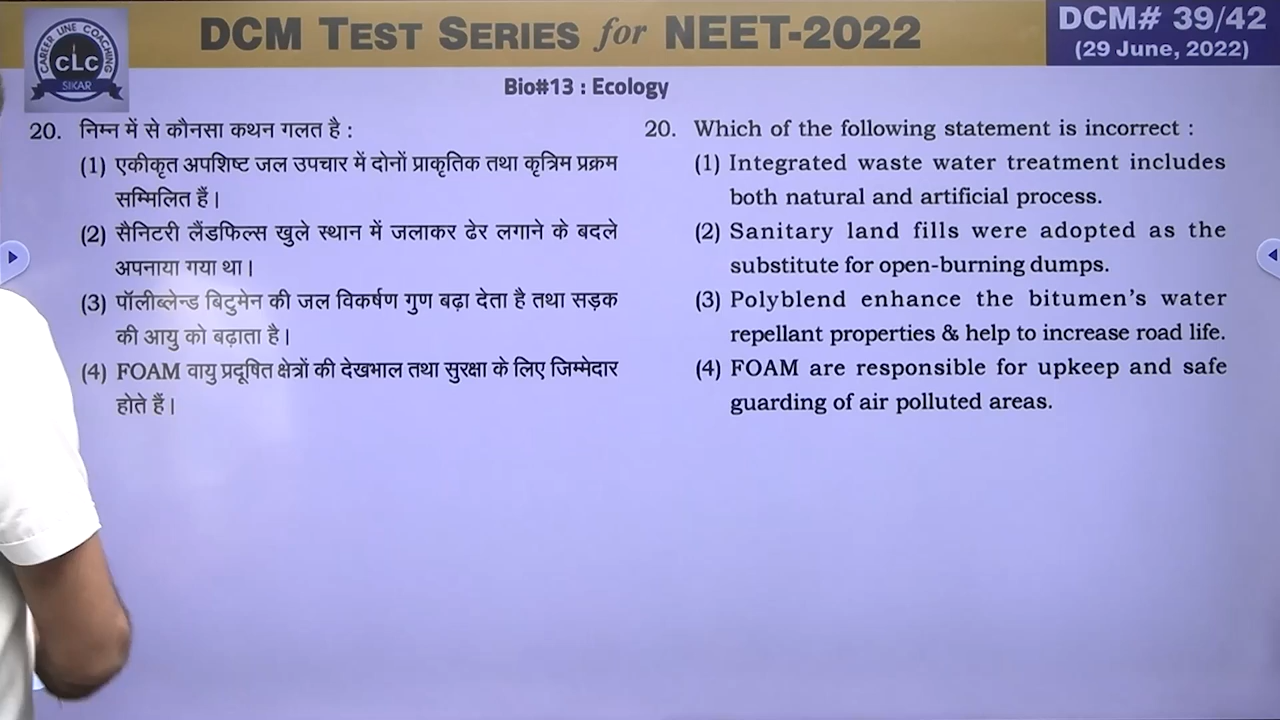 DCM TEST SERIES for NEET-2022
DCM# 39/42
(29 June, 2022)
CAREER LINE COACHING
CLC
SIKAR
Bio#13 : Ecology
20. निम्न में से कौनसा कथन गलत है :
(1) एकीकृत अपशिष्ट जल उपचार में दोनों प्राकृतिक तथा कृत्रिम प्रक्रम
सम्मिलित हैं।
(2) सैनिटरी लैंडफिल्स खुले स्थान में जलाकर ढेर लगाने के बदले
अपनाया गया था।
(3) पॉलीब्लेन्ड बिटुमेन की जल विकर्षण गुण बढ़ा देता है तथा सड़क
की आयु को बढ़ाता है।
(4) FOAM वायु प्रदूषित क्षेत्रों की देखभाल तथा सुरक्षा के लिए जिम्मेदार
होते हैं।
20. Which of the following statement is incorrect :
(1) Integrated waste water treatment includes
both natural and artificial process.
(2) Sanitary land fills were adopted as the
substitute for open-burning dumps.
(3) Polyblend enhance the bitumen's water
repellant properties & help to increase road life.
(4) FOAM are responsible for upkeep and safe
guarding of air polluted areas.